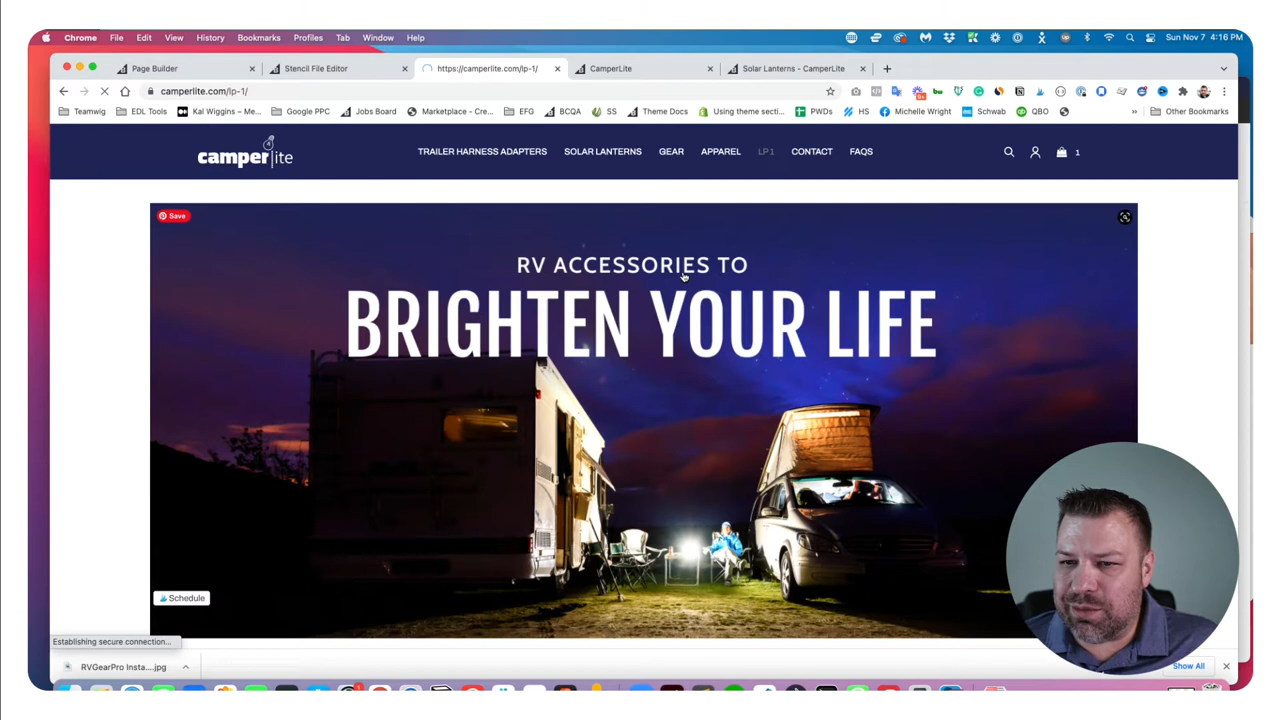 Chrome File Edit View History Bookmarks Profiles Tab Window Help Sun Nov 7 4:16 PM
Page Builder Stencil File Editor https://camperlite.com/lp-1/ CamperLite Solar Lanterns - CamperLite
camperlite.com/lp-1/
Teamwig EDL Tools Kal Wiggins – Me... Google PPC Jobs Board Marketplace - Cre... EFG BCQA SS Theme Docs Using theme secti... PWDs HS Michelle Wright Schwab QBO Other Bookmarks
camperlite TRAILER HARNESS ADAPTERS SOLAR LANTERNS GEAR APPAREL LP1 CONTACT FAQS 1
Save
RV ACCESSORIES TO
BRIGHTEN YOUR LIFE
Schedule
Establishing secure connection...
RVGearPro Insta....jpg Show All